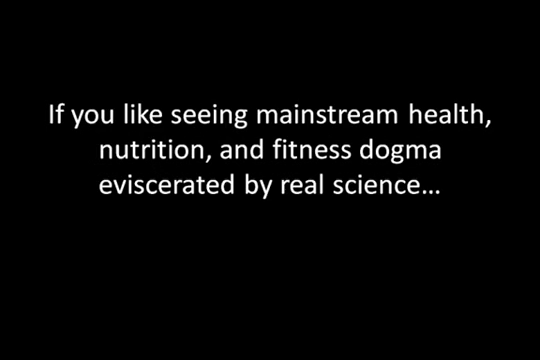 If you like seeing mainstream health,
nutrition, and fitness dogma
eviscerated by real science…